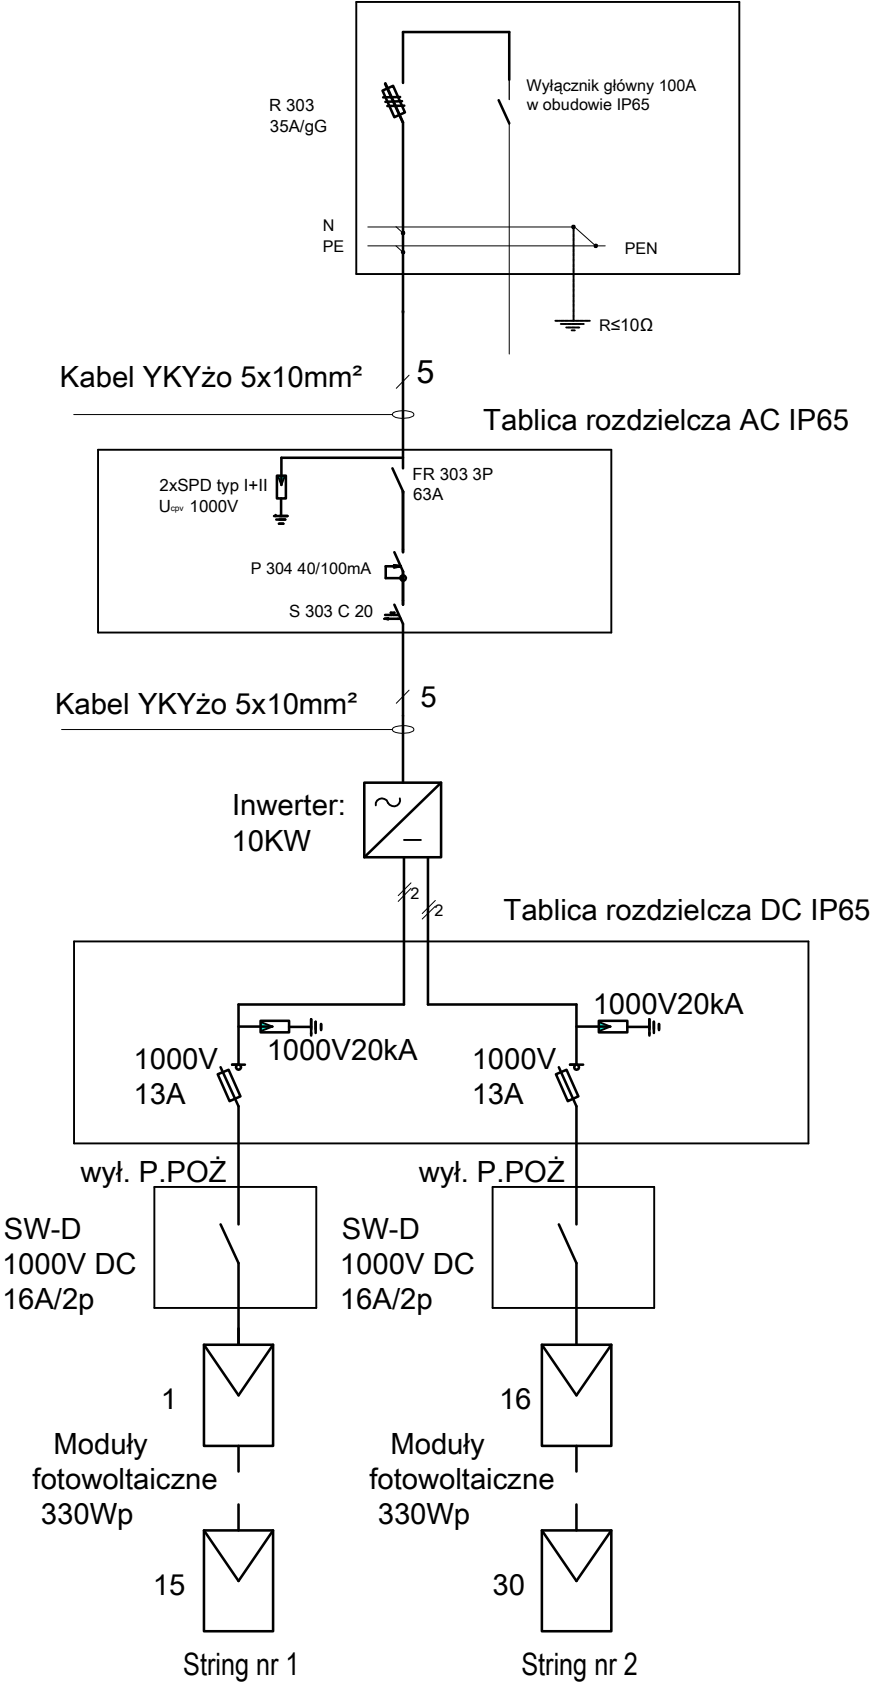 R 303
35A/gG
Wyłącznik główny 100A
w obudowie IP65
N
PE
PEN
R≤10Ω
Kabel YKYżo 5x10mm²
5
Tablica rozdzielcza AC IP65
2xSPD typ I+II
Ucpv 1000V
FR 303 3P
63A
P 304 40/100mA
S 303 C 20
Kabel YKYżo 5x10mm²
5
Inwerter:
10KW
2
2
Tablica rozdzielcza DC IP65
1000V20kA
1000V20kA
1000V
13A
1000V
13A
wył. P.POŻ
wył. P.POŻ
SW-D
1000V DC
16A/2p
SW-D
1000V DC
16A/2p
1
16
Moduły
fotowoltaiczne
330Wp
Moduły
fotowoltaiczne
330Wp
15
30
String nr 1
String nr 2